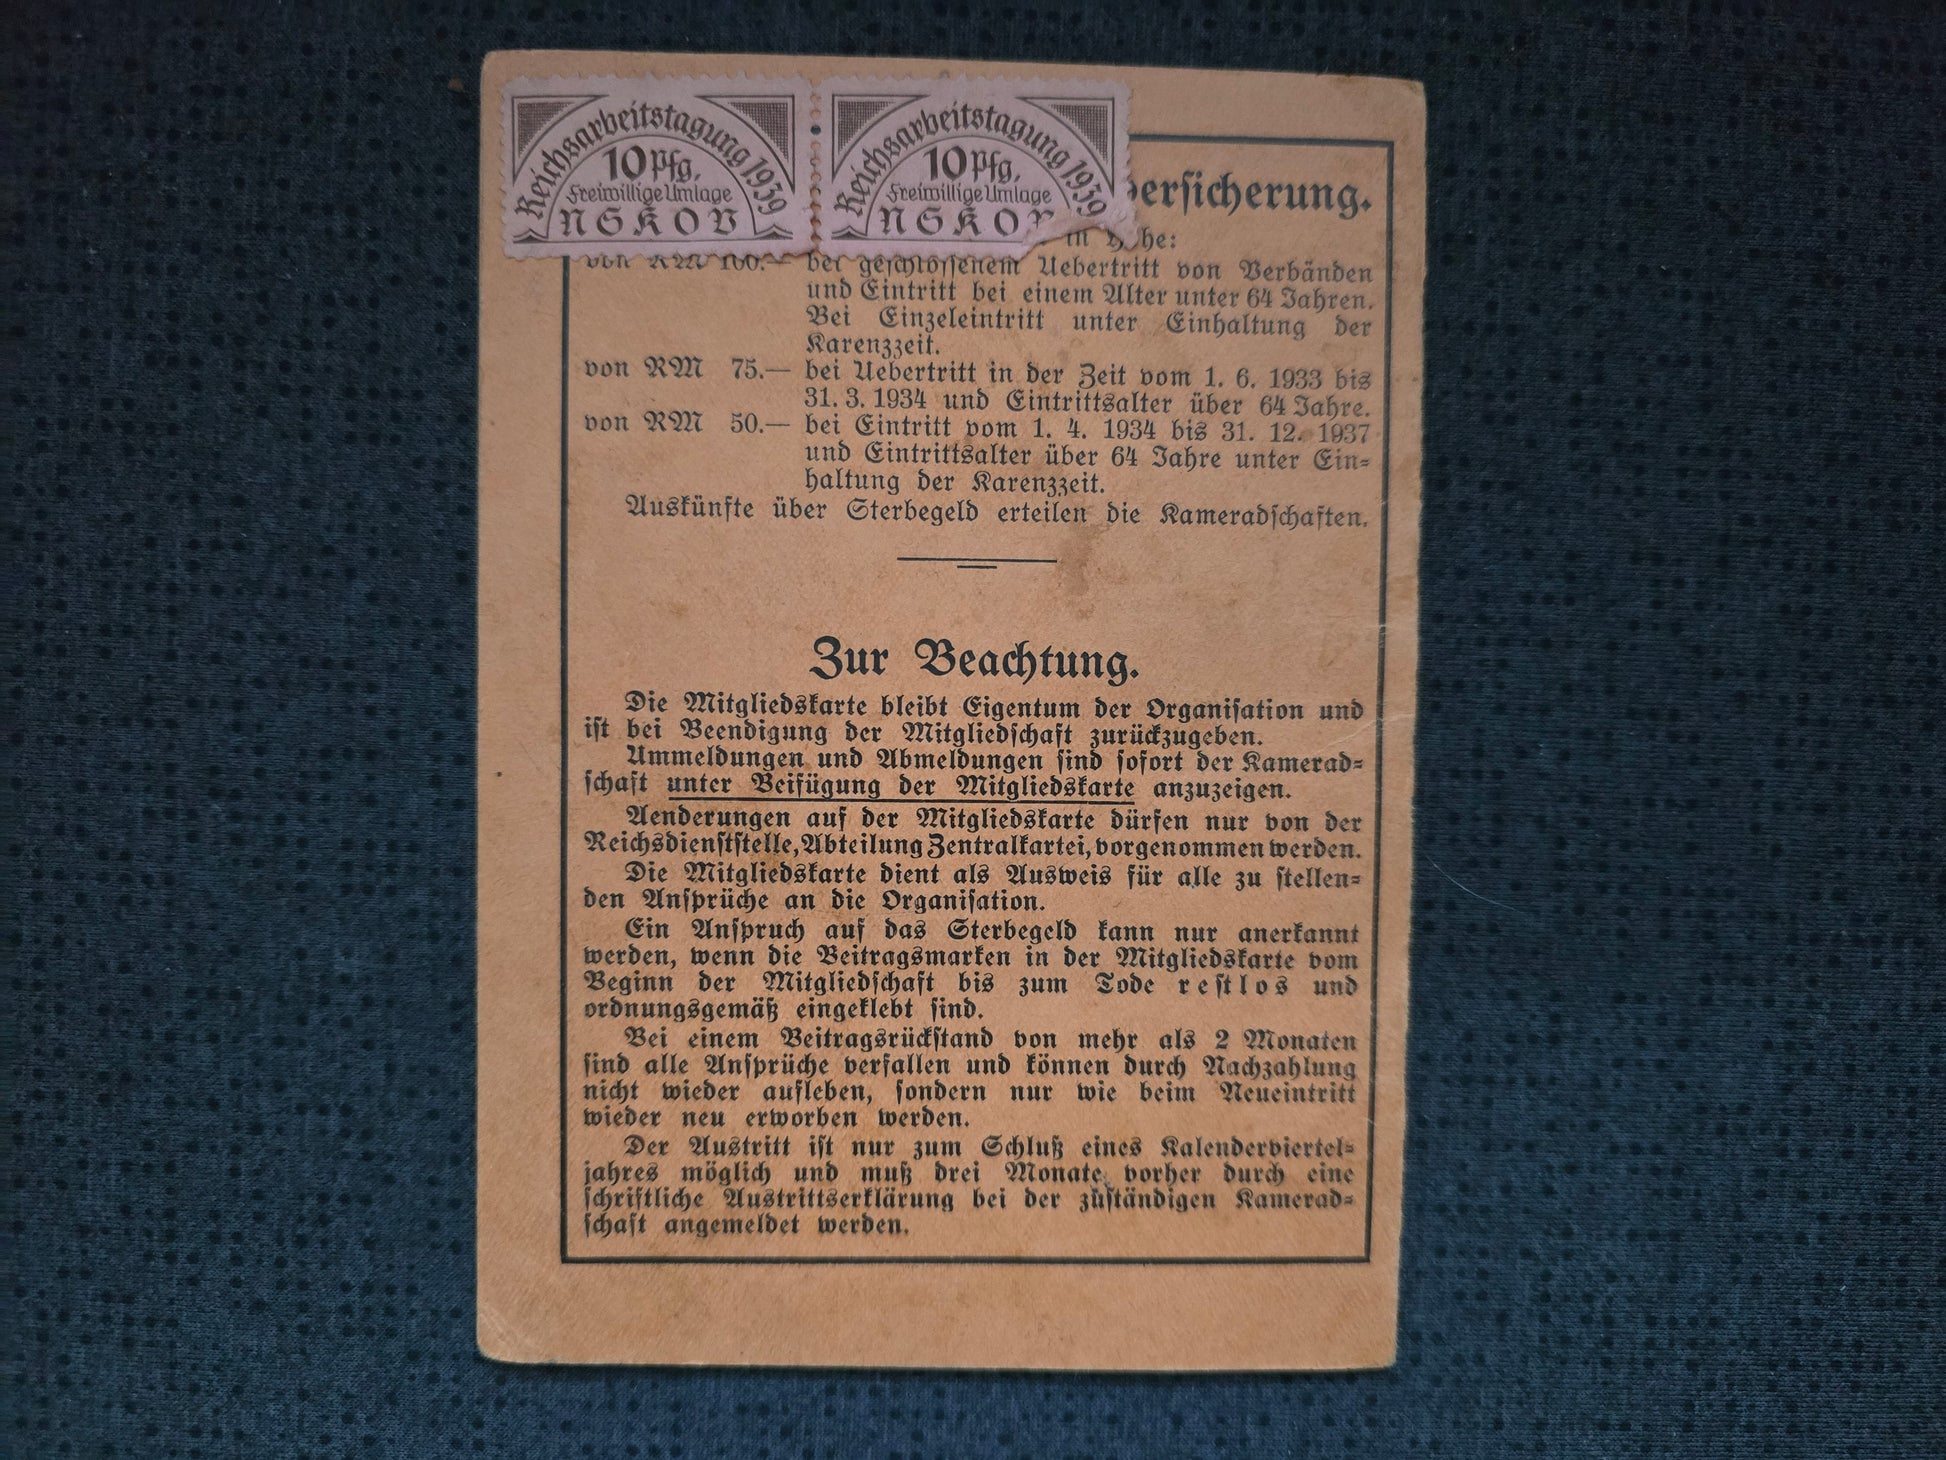 Reichsarbeitstagung 1939
10 Pfg.
Freiwillige Umlage
NSKOV
Reichsarbeitstagung 1939
10 Pfg.
Freiwillige Umlage
NSKOV
versicherung.
in Höhe:
von RM 100.— bei geschlossenem Uebertritt von Verbänden
und Eintritt bei einem Alter unter 64 Jahren.
Bei Einzeleintritt unter Einhaltung der
Karenzzeit.
von RM 75.— bei Uebertritt in der Zeit vom 1. 6. 1933 bis
31. 3. 1934 und Eintrittsalter über 64 Jahre.
von RM 50.— bei Eintritt vom 1. 4. 1934 bis 31. 12. 1937
und Eintrittsalter über 64 Jahre unter Ein-
haltung der Karenzzeit.
Auskünfte über Sterbegeld erteilen die Kameradschaften.
Zur Beachtung.
Die Mitgliedskarte bleibt Eigentum der Organisation und
ist bei Beendigung der Mitgliedschaft zurückzugeben.
Ummeldungen und Abmeldungen sind sofort der Kamerad-
schaft unter Beifügung der Mitgliedskarte anzuzeigen.
Aenderungen auf der Mitgliedskarte dürfen nur von der
Reichsdienststelle, Abteilung Zentralkartei, vorgenommen werden.
Die Mitgliedskarte dient als Ausweis für alle zu stellen-
den Ansprüche an die Organisation.
Ein Anspruch auf das Sterbegeld kann nur anerkannt
werden, wenn die Beitragsmarken in der Mitgliedskarte vom
Beginn der Mitgliedschaft bis zum Tode restlos und
ordnungsgemäß eingeklebt sind.
Bei einem Beitragsrückstand von mehr als 2 Monaten
sind alle Ansprüche verfallen und können durch Nachzahlung
nicht wieder aufleben, sondern nur wie beim Neueintritt
wieder neu erworben werden.
Der Austritt ist nur zum Schluß eines Kalenderviertel-
jahres möglich und muß drei Monate vorher durch eine
schriftliche Austrittserklärung bei der zuständigen Kamerad-
schaft angemeldet werden.